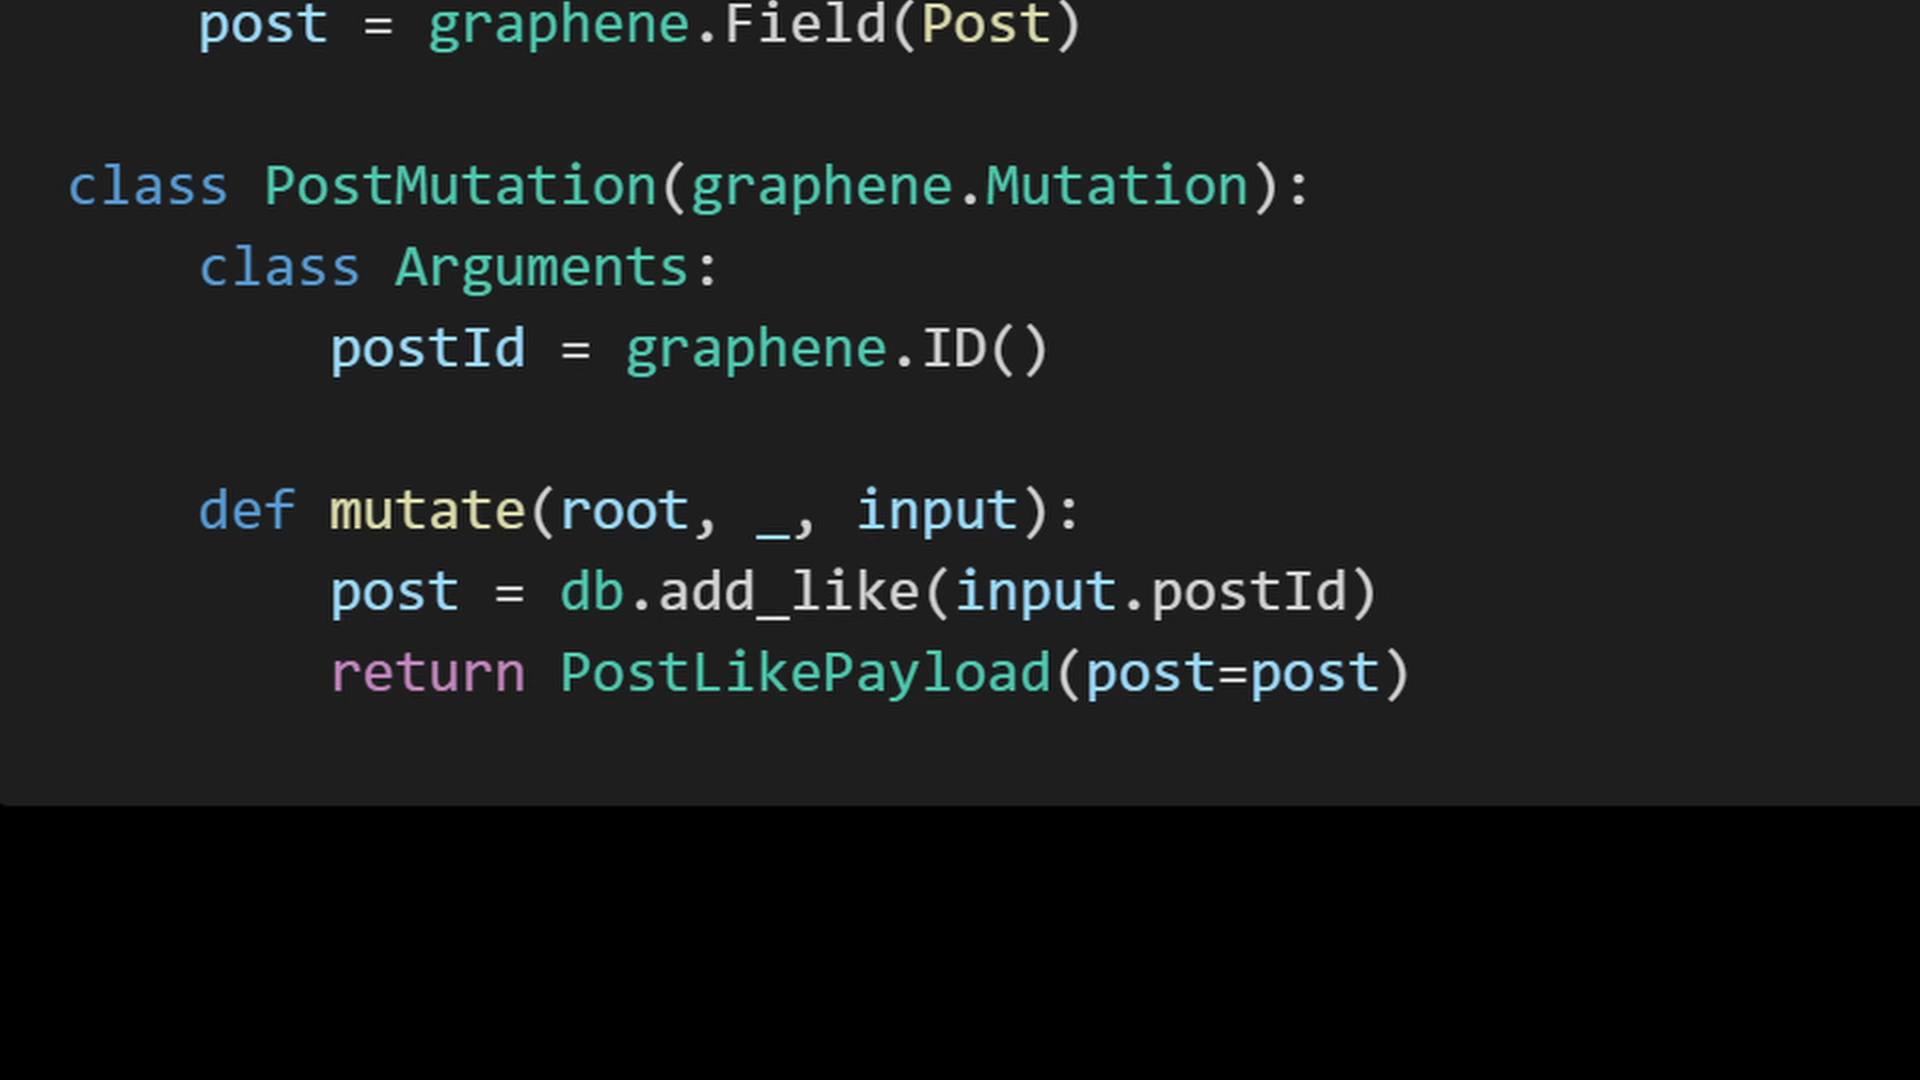 post = graphene.Field(Post)
class PostMutation(graphene.Mutation):
class Arguments:
postId = graphene.ID()
def mutate(root, _, input):
post = db.add_like(input.postId)
return PostLikePayload(post=post)